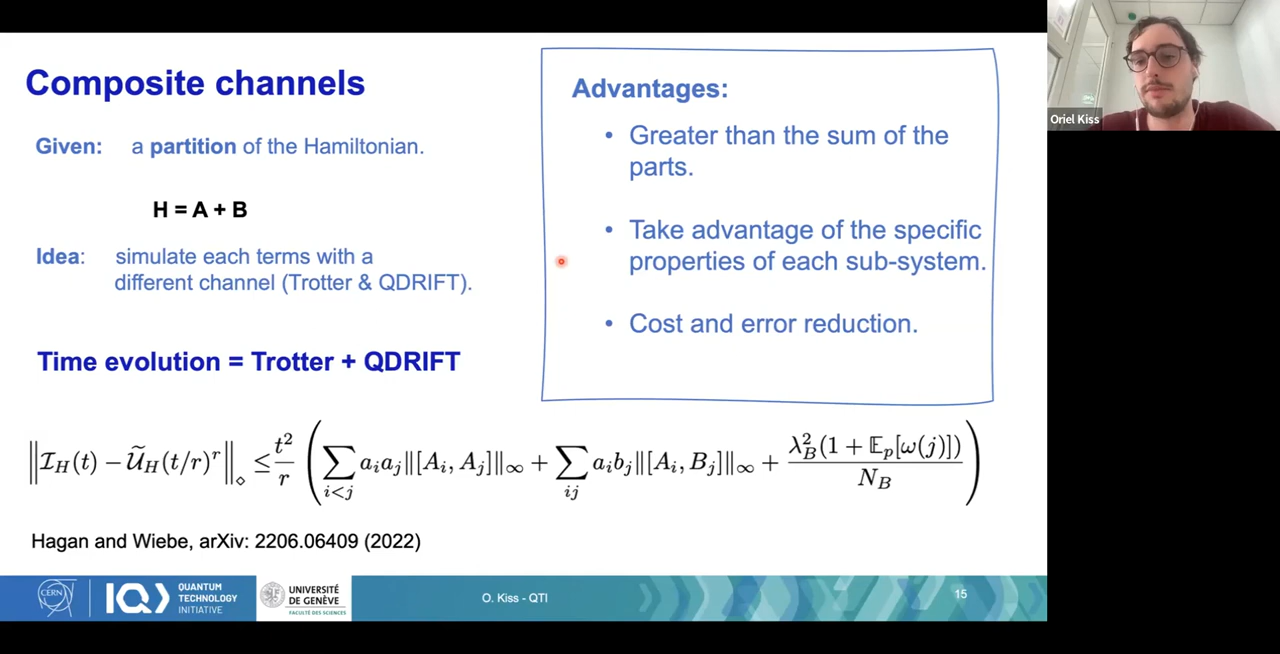 Composite channels
Given: a partition of the Hamiltonian.
H = A + B
Idea: simulate each terms with a
different channel (Trotter & QDRIFT).
Time evolution = Trotter + QDRIFT
Advantages:
• Greater than the sum of the
parts.
• Take advantage of the specific
properties of each sub-system.
• Cost and error reduction.
‖I_H(t) − Ũ_H(t/r)^r‖_⋄ ≤ t²/r ( ∑_{i<j} a_i a_j ‖[A_i, A_j]‖_∞ + ∑_{ij} a_i b_j ‖[A_i, B_j]‖_∞ + λ_B²(1 + 𝔼_p[ω(j)]) / N_B )
Hagan and Wiebe, arXiv: 2206.06409 (2022)
CERN
QUANTUM
TECHNOLOGY
INITIATIVE
UNIVERSITÉ
DE GENÈVE
FACULTÉ DES SCIENCES
O. Kiss - QTI
15
Oriel Kiss